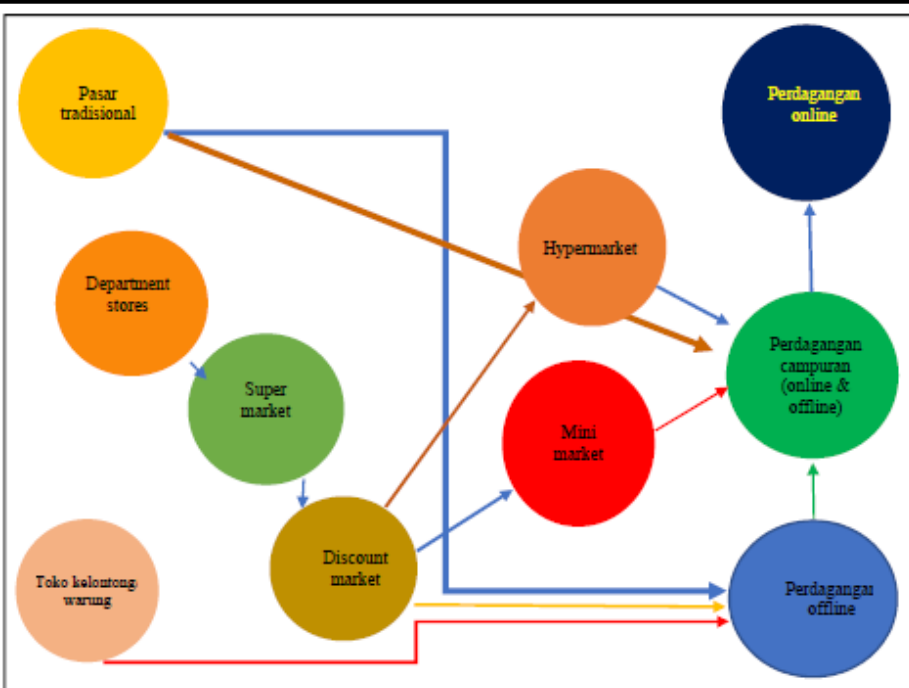 Pasar
tradisional
Perdagangan
online
Hypermarket
Department
stores
Perdagangan
campuran
(online &
offline)
Super
market
Mini
market
Discount
market
Toko kelontong/
warung
Perdagangan
offline